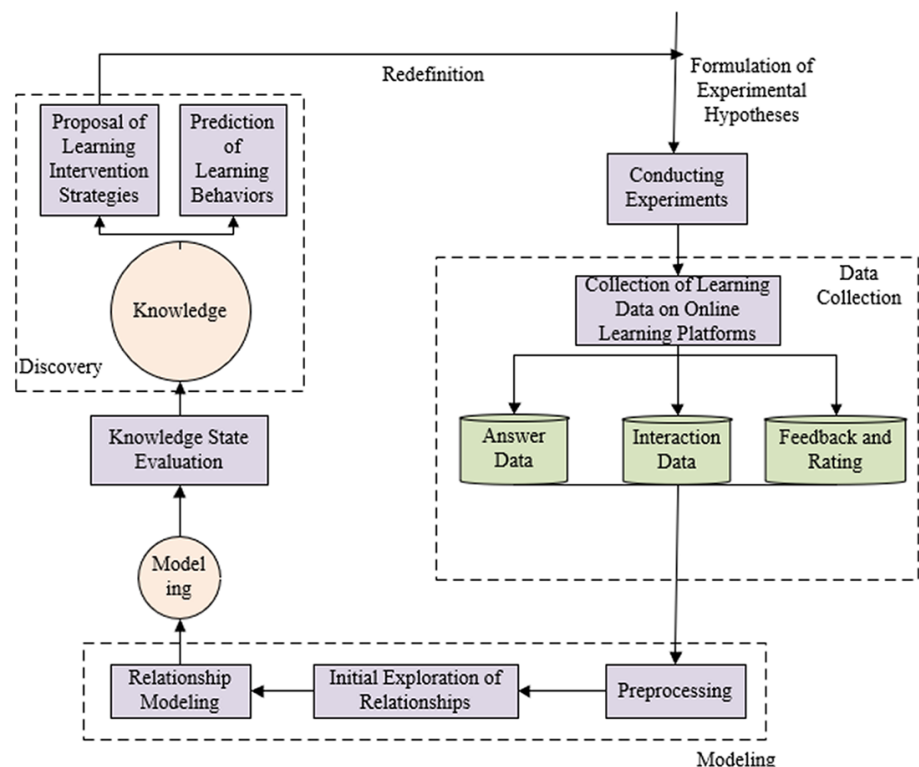 Redefinition
Formulation of
Experimental
Hypotheses
Proposal of
Learning
Intervention
Strategies
Prediction
of
Learning
Behaviors
Conducting
Experiments
Data
Collection
Collection of Learning
Data on Online
Learning Platforms
Knowledge
Discovery
Answer
Data
Interaction
Data
Feedback and
Rating
Knowledge State
Evaluation
Model
ing
Relationship
Modeling
Initial Exploration of
Relationships
Preprocessing
Modeling